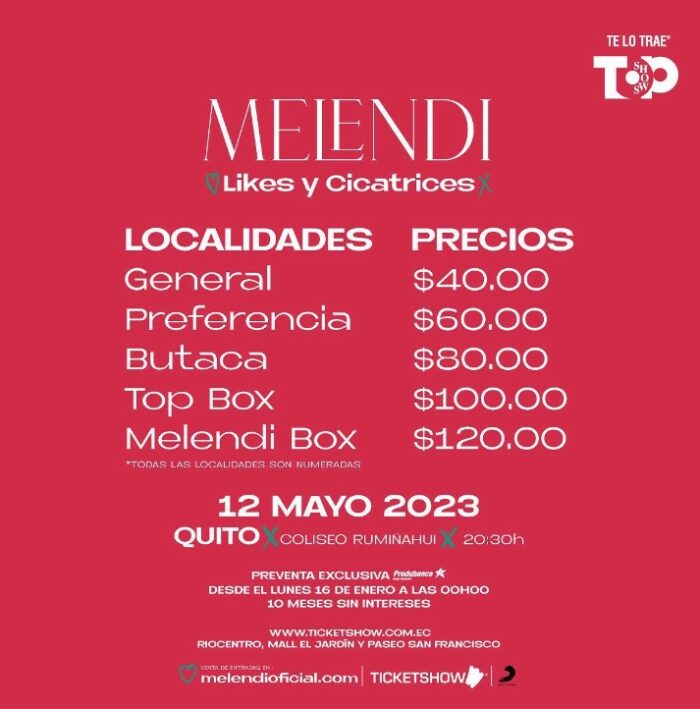 TE LO TRAE®
TOP
SHOWS
MELENDI
Likes y Cicatrices
LOCALIDADES PRECIOS
General $40.00
Preferencia $60.00
Butaca $80.00
Top Box $100.00
Melendi Box $120.00
*TODAS LAS LOCALIDADES SON NUMERADAS
12 MAYO 2023
QUITO X COLISEO RUMIÑAHUI X 20:30h
PREVENTA EXCLUSIVA Produbanco
DESDE EL LUNES 16 DE ENERO A LAS 00H00
10 MESES SIN INTERESES
WWW.TICKETSHOW.COM.EC
RIOCENTRO, MALL EL JARDÍN Y PASEO SAN FRANCISCO
VENTA DE ENTRADAS EN:
melendioficial.com | TICKETSHOW